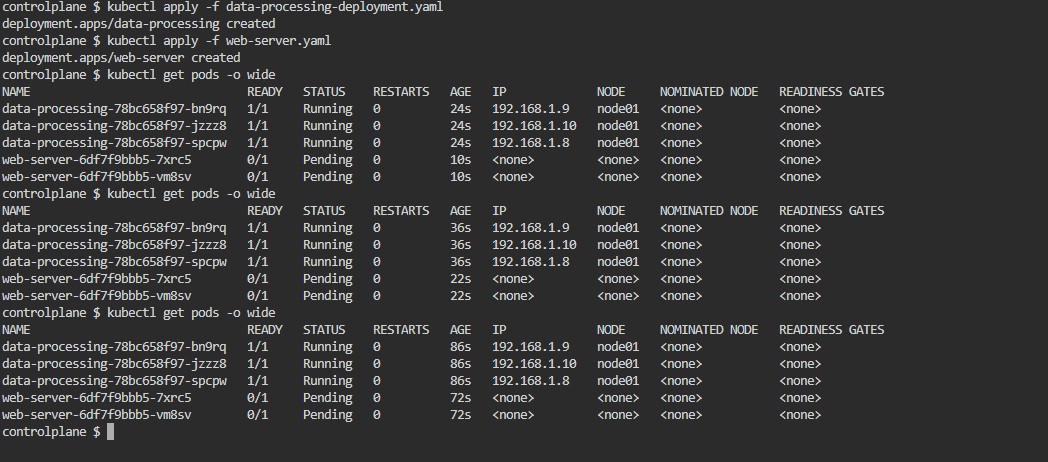 controlplane $ kubectl apply -f data-processing-deployment.yaml
deployment.apps/data-processing created
controlplane $ kubectl apply -f web-server.yaml
deployment.apps/web-server created
controlplane $ kubectl get pods -o wide
NAME                               READY   STATUS    RESTARTS   AGE   IP             NODE     NOMINATED NODE   READINESS GATES
data-processing-78bc658f97-bn9rq   1/1     Running   0          24s   192.168.1.9    node01   <none>           <none>
data-processing-78bc658f97-jzzz8   1/1     Running   0          24s   192.168.1.10   node01   <none>           <none>
data-processing-78bc658f97-spcpw   1/1     Running   0          24s   192.168.1.8    node01   <none>           <none>
web-server-6df7f9bbb5-7xrc5        0/1     Pending   0          10s   <none>         <none>   <none>           <none>
web-server-6df7f9bbb5-vm8sv        0/1     Pending   0          10s   <none>         <none>   <none>           <none>
controlplane $ kubectl get pods -o wide
NAME                               READY   STATUS    RESTARTS   AGE   IP             NODE     NOMINATED NODE   READINESS GATES
data-processing-78bc658f97-bn9rq   1/1     Running   0          36s   192.168.1.9    node01   <none>           <none>
data-processing-78bc658f97-jzzz8   1/1     Running   0          36s   192.168.1.10   node01   <none>           <none>
data-processing-78bc658f97-spcpw   1/1     Running   0          36s   192.168.1.8    node01   <none>           <none>
web-server-6df7f9bbb5-7xrc5        0/1     Pending   0          22s   <none>         <none>   <none>           <none>
web-server-6df7f9bbb5-vm8sv        0/1     Pending   0          22s   <none>         <none>   <none>           <none>
controlplane $ kubectl get pods -o wide
NAME                               READY   STATUS    RESTARTS   AGE   IP             NODE     NOMINATED NODE   READINESS GATES
data-processing-78bc658f97-bn9rq   1/1     Running   0          86s   192.168.1.9    node01   <none>           <none>
data-processing-78bc658f97-jzzz8   1/1     Running   0          86s   192.168.1.10   node01   <none>           <none>
data-processing-78bc658f97-spcpw   1/1     Running   0          86s   192.168.1.8    node01   <none>           <none>
web-server-6df7f9bbb5-7xrc5        0/1     Pending   0          72s   <none>         <none>   <none>           <none>
web-server-6df7f9bbb5-vm8sv        0/1     Pending   0          72s   <none>         <none>   <none>           <none>
controlplane $